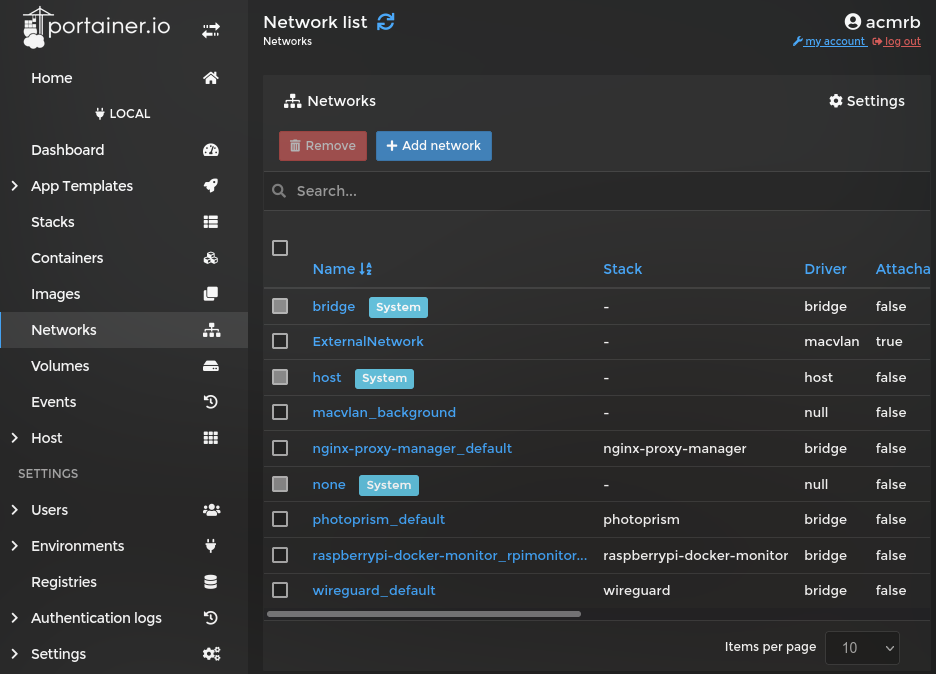 portainer.io
Home
LOCAL
Dashboard
App Templates
Stacks
Containers
Images
Networks
Volumes
Events
Host
SETTINGS
Users
Environments
Registries
Authentication logs
Settings
Network list
Networks
acmrb
my account log out
Networks Settings
Remove Add network
Search...
Name Stack Driver Attacha
bridge System - bridge false
ExternalNetwork - macvlan true
host System - host false
macvlan_background - null false
nginx-proxy-manager_default nginx-proxy-manager bridge false
none System - null false
photoprism_default photoprism bridge false
raspberrypi-docker-monitor_rpimonitor... raspberrypi-docker-monitor bridge false
wireguard_default wireguard bridge false
Items per page 10